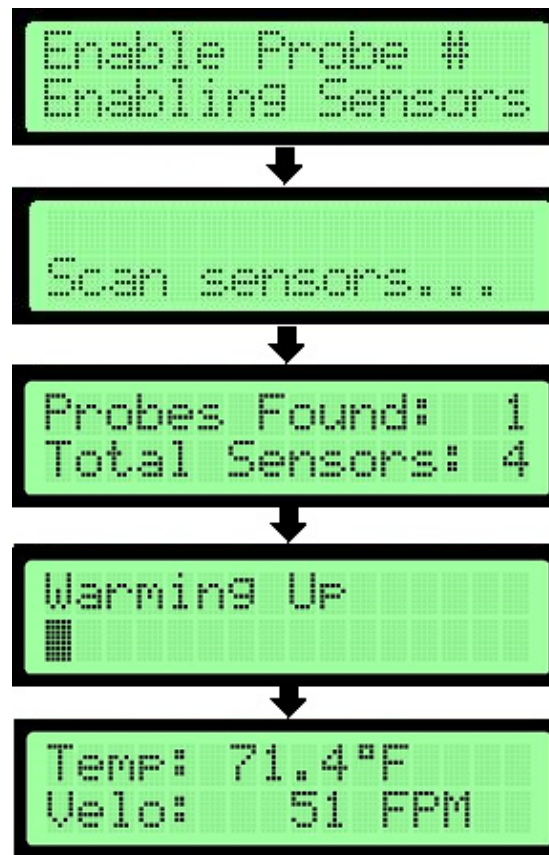 Enable Probe #
Enabling Sensors
Scan sensors...
Probes Found: 1
Total Sensors: 4
Warming Up
Temp: 71.4°F
Velo: 51 FPM